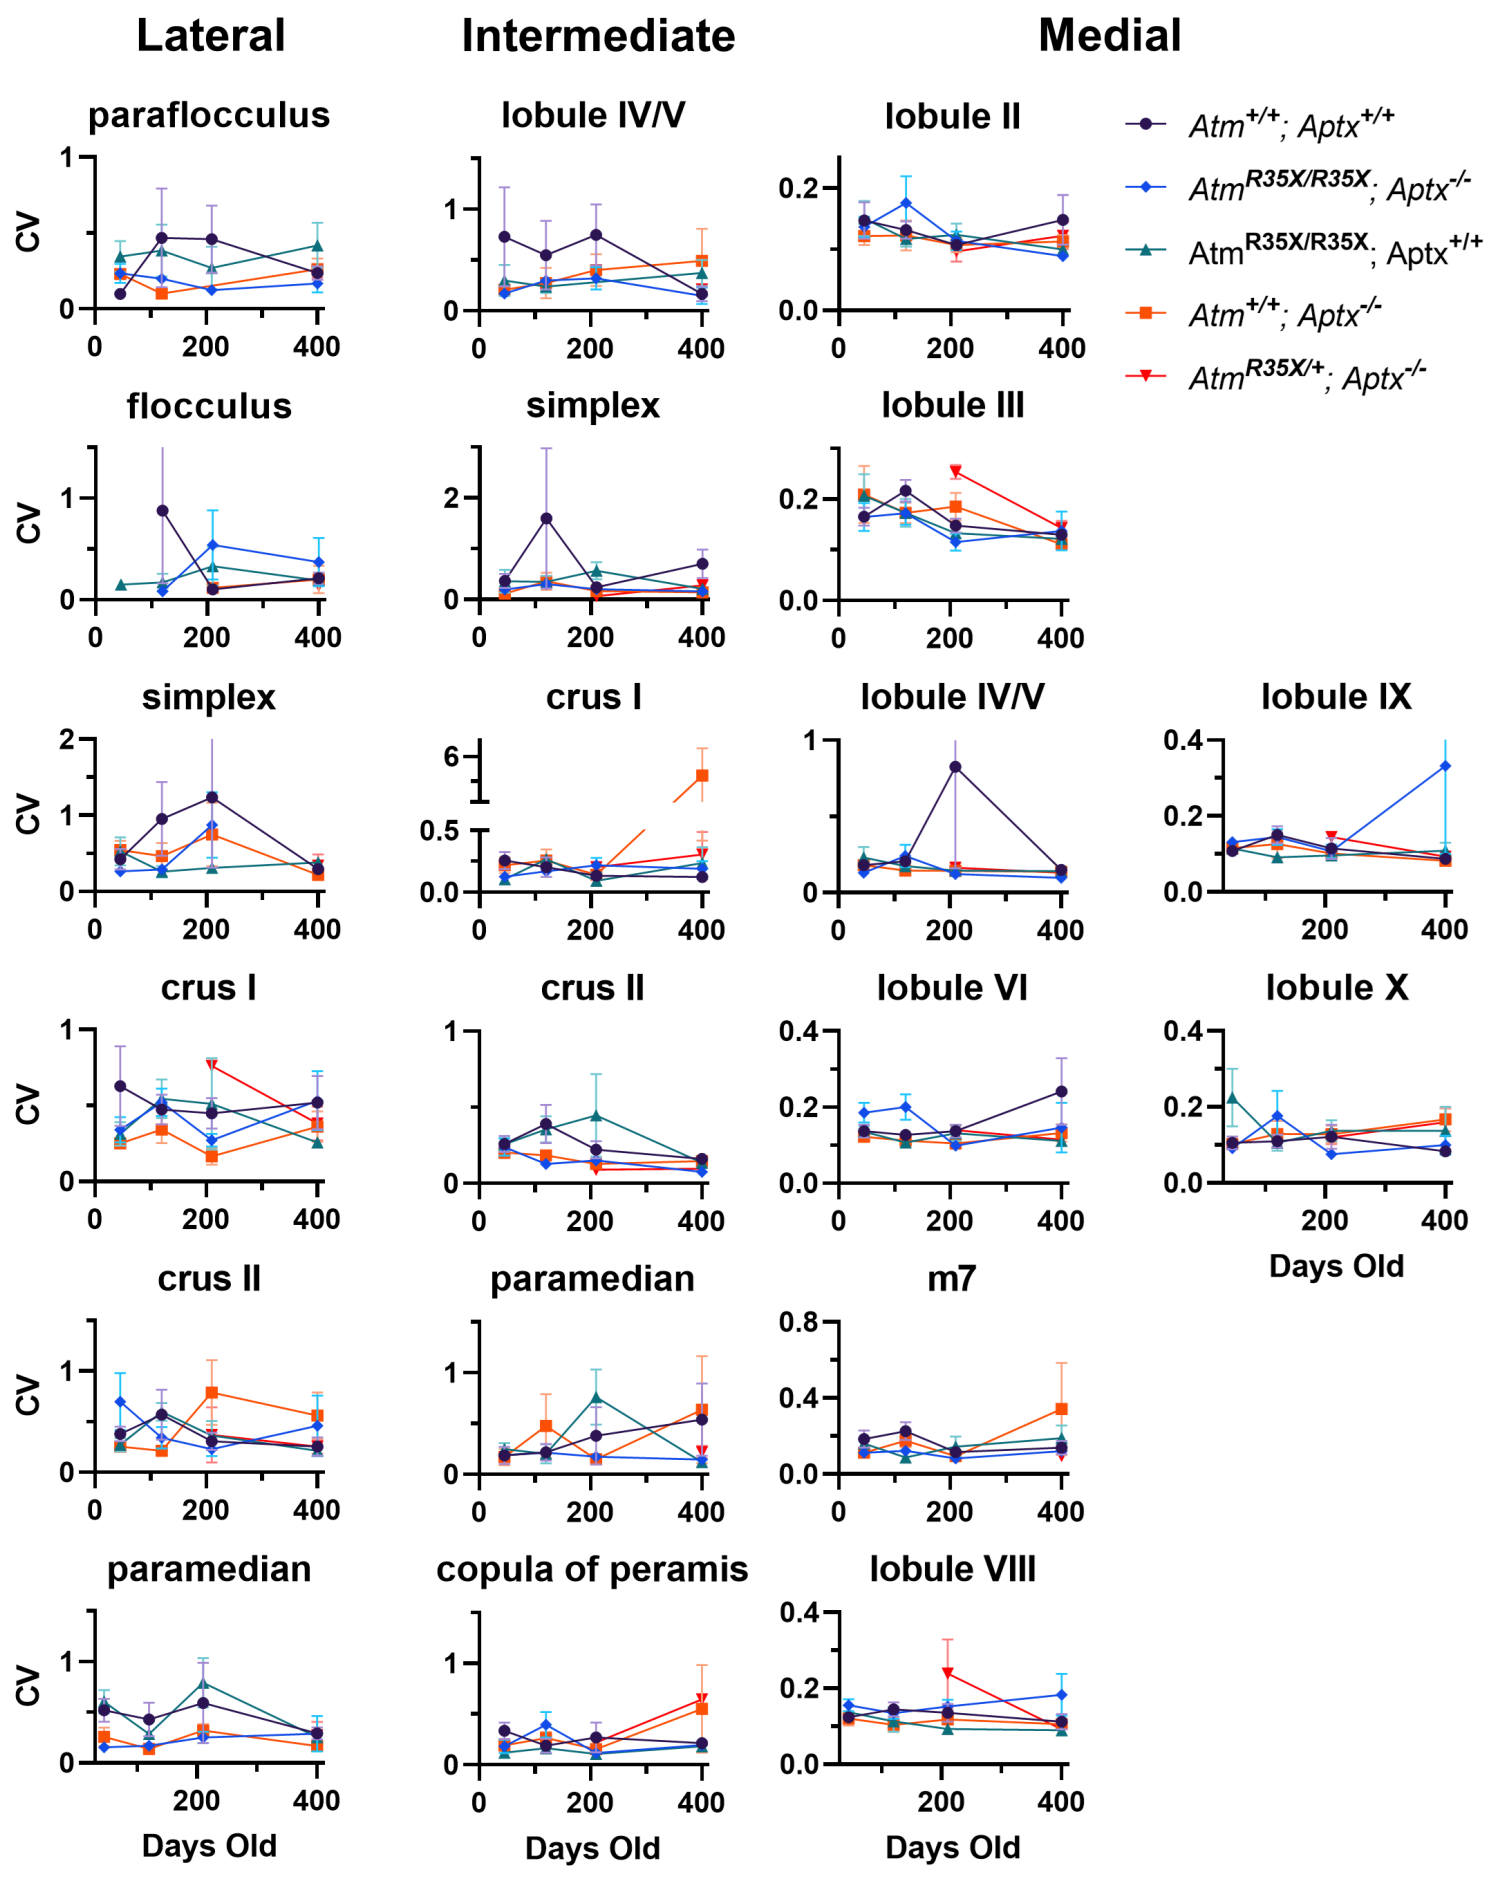 Lateral Intermediate Medial
paraflocculus lobule IV/V lobule II
Atm+/+; Aptx+/+
AtmR35X/R35X; Aptx-/-
AtmR35X/R35X; Aptx+/+
Atm+/+; Aptx-/-
AtmR35X/+; Aptx-/-
CV
1 0 0 200 400
1 0 0 200 400
0.2 0.0 0 200 400
flocculus simplex lobule III
CV
1 0 0 200 400
2 0 0 200 400
0.2 0.0 0 200 400
simplex crus I lobule IV/V lobule IX
CV
2 1 0 0 200 400
6 0.5 0.0 0 200 400
1 0 0 200 400
0.4 0.2 0.0 200 400
crus I crus II lobule VI lobule X
CV
1 0 0 200 400
1 0 0 200 400
0.4 0.2 0.0 0 200 400
0.4 0.2 0.0 200 400
Days Old
crus II paramedian m7
CV
1 0 0 200 400
1 0 0 200 400
0.8 0.4 0.0 0 200 400
paramedian copula of peramis lobule VIII
CV
1 0 200 400
1 0 0 200 400
0.4 0.2 0.0 200 400
Days Old Days Old Days Old